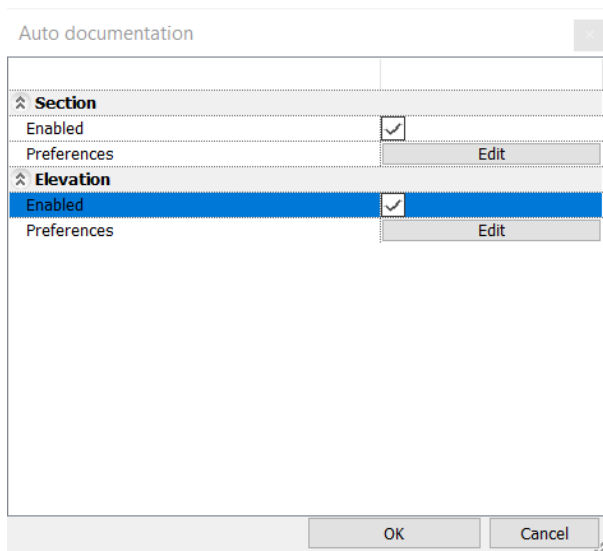 Auto documentation
Section
Enabled
Preferences Edit
Elevation
Enabled
Preferences Edit
OK Cancel